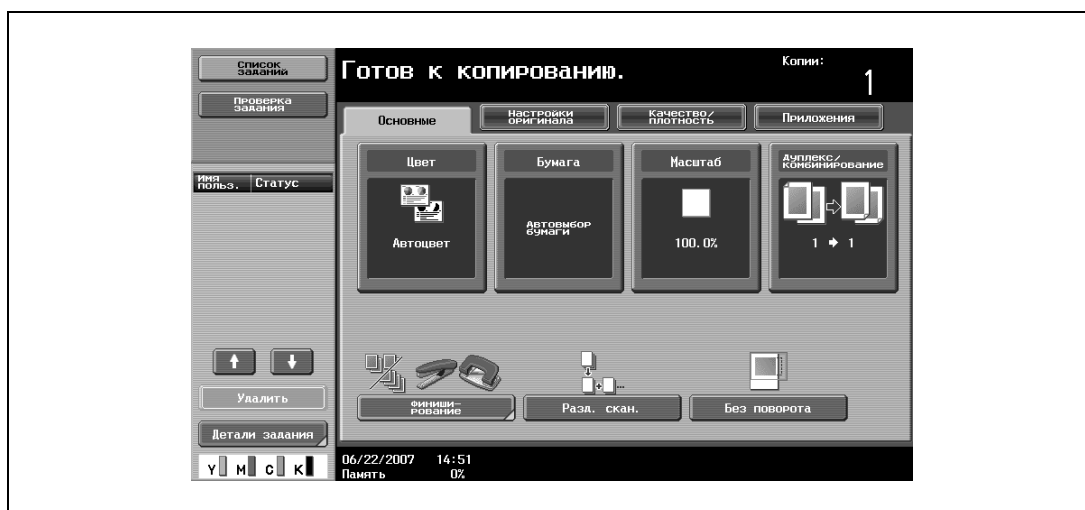 Список
заданий
Проверка
задания
Имя
польз.
Статус
Удалить
Детали задания
Y M C K
Готов к копированию.
Копии:
1
Основные
Настройки
оригинала
Качество/
плотность
Приложения
Цвет
Автоцвет
Бумага
Автовыбор
бумаги
Масштаб
100.0%
Дуплекс/
комбинирование
1 → 1
Финиши-
рование
Разд. скан.
Без поворота
06/22/2007 14:51
Память 0%